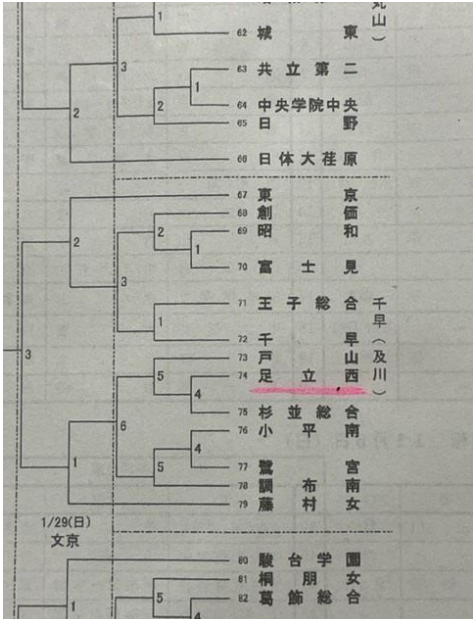 丸山)
1
62 城東
3
63 共立第二
1
2
64 中央学院中央
65 日野
2
66 日体大荏原
67 東京
68 創価
2
2
69 昭和
1
70 富士見
3
71 王子総合
千早(及川)
1
72 千早
3
73 戸山
5
74 足立西
4
75 杉並総合
6
76 小平南
4
1
5
77 鷺宮
78 調布南
79 藤村女
1/29(日)
文京
80 駿台学園
81 桐朋女
1
5
82 葛飾総合
4